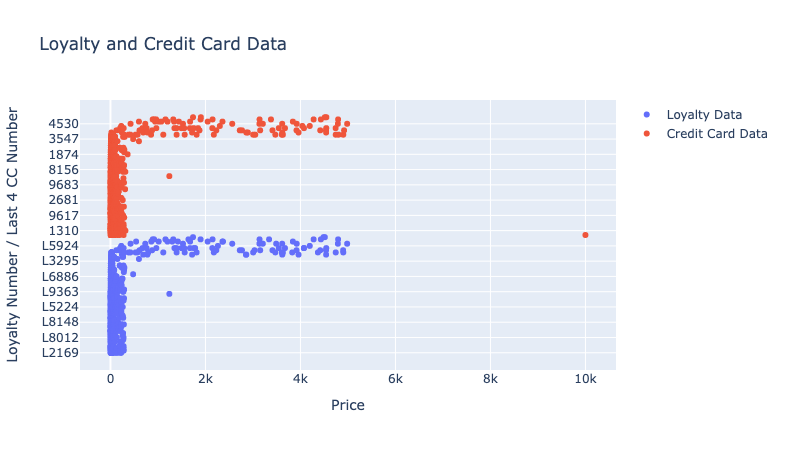 Loyalty and Credit Card Data
Loyalty Number / Last 4 CC Number
4530
3547
1874
8156
9683
2681
9617
1310
L5924
L3295
L6886
L9363
L5224
L8148
L8012
L2169
0 2k 4k 6k 8k 10k
Price
Loyalty Data
Credit Card Data